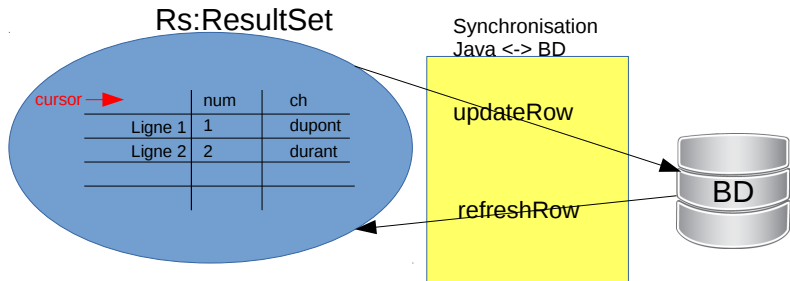 Rs:ResultSet
Synchronisation
Java <-> BD
cursor
num ch
Ligne 1 1 dupont
Ligne 2 2 durant
updateRow
refreshRow
BD